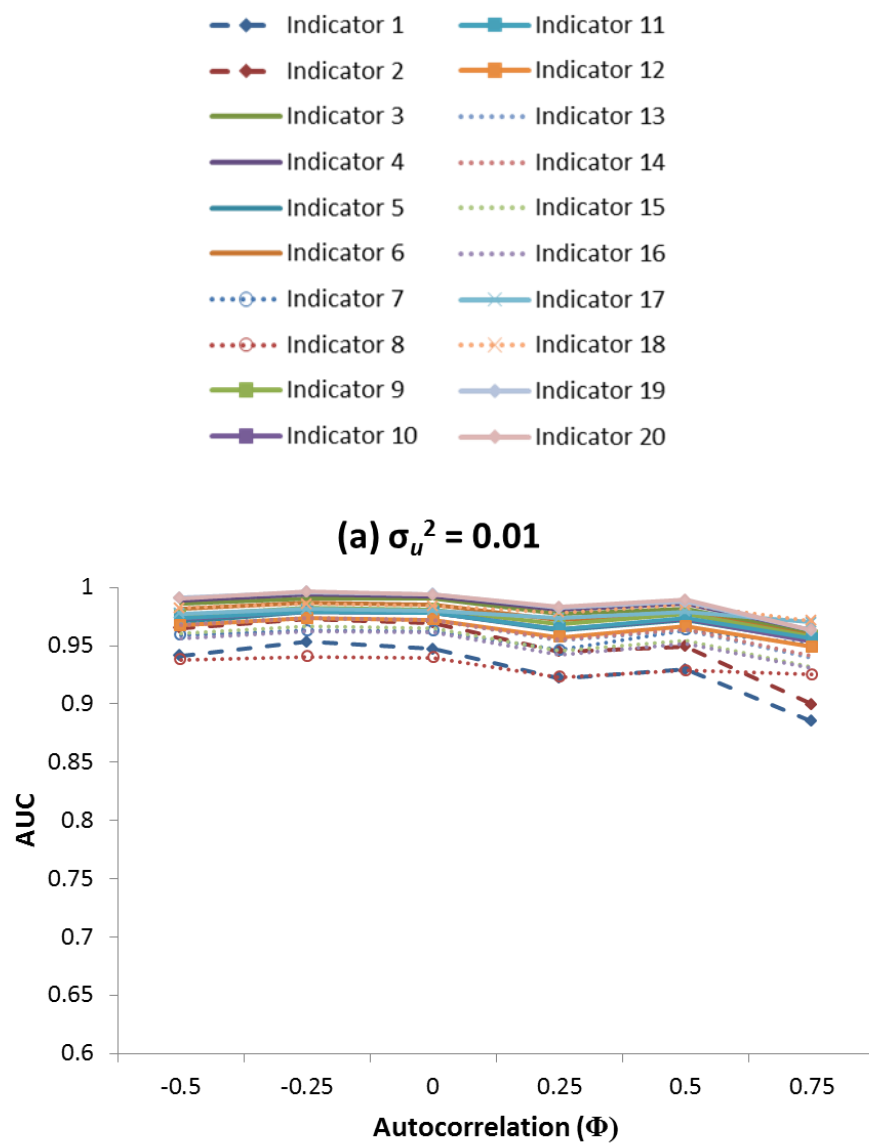 Indicator 1
Indicator 2
Indicator 3
Indicator 4
Indicator 5
Indicator 6
Indicator 7
Indicator 8
Indicator 9
Indicator 10
Indicator 11
Indicator 12
Indicator 13
Indicator 14
Indicator 15
Indicator 16
Indicator 17
Indicator 18
Indicator 19
Indicator 20
(a) σu² = 0.01
AUC
1
0.95
0.9
0.85
0.8
0.75
0.7
0.65
0.6
-0.5 -0.25 0 0.25 0.5 0.75
Autocorrelation (Φ)